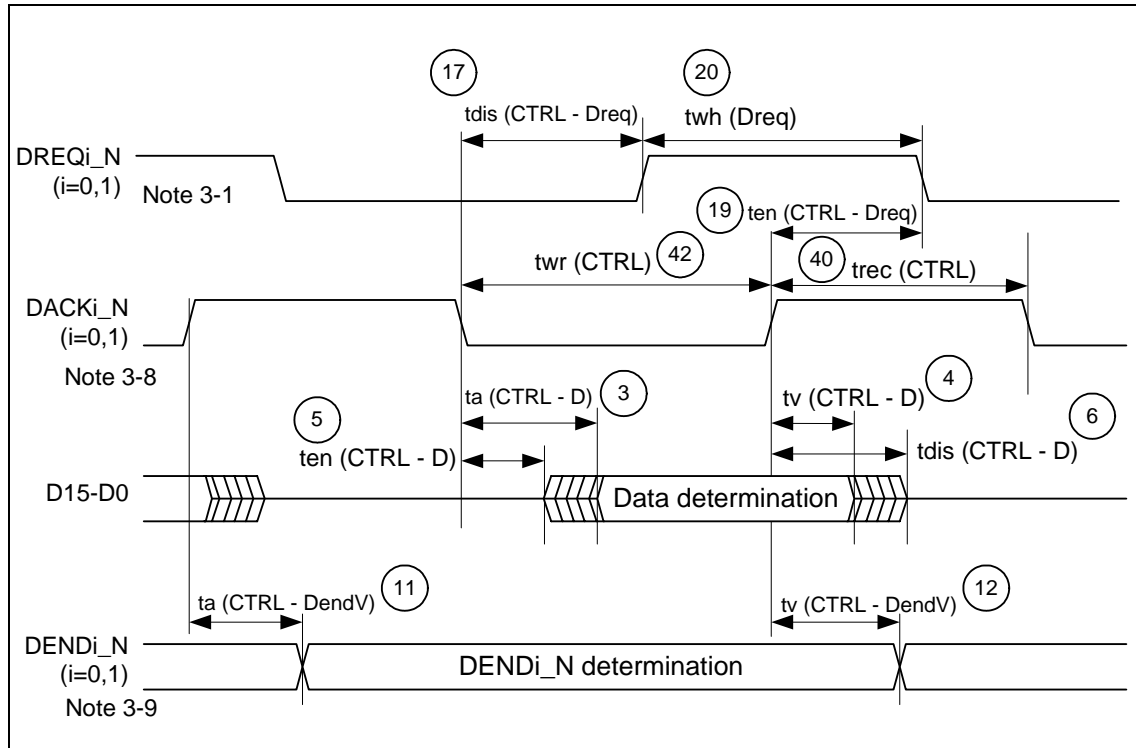 17
20
tdis (CTRL - Dreq)
twh (Dreq)
DREQi_N
(i=0,1)
Note 3-1
19
ten (CTRL - Dreq)
twr (CTRL)
42
40
trec (CTRL)
DACKi_N
(i=0,1)
Note 3-8
ta (CTRL - D)
3
tv (CTRL - D)
4
5
6
ten (CTRL - D)
tdis (CTRL - D)
D15-D0
Data determination
ta (CTRL - DendV)
11
tv (CTRL - DendV)
12
DENDi_N
(i=0,1)
DENDi_N determination
Note 3-9